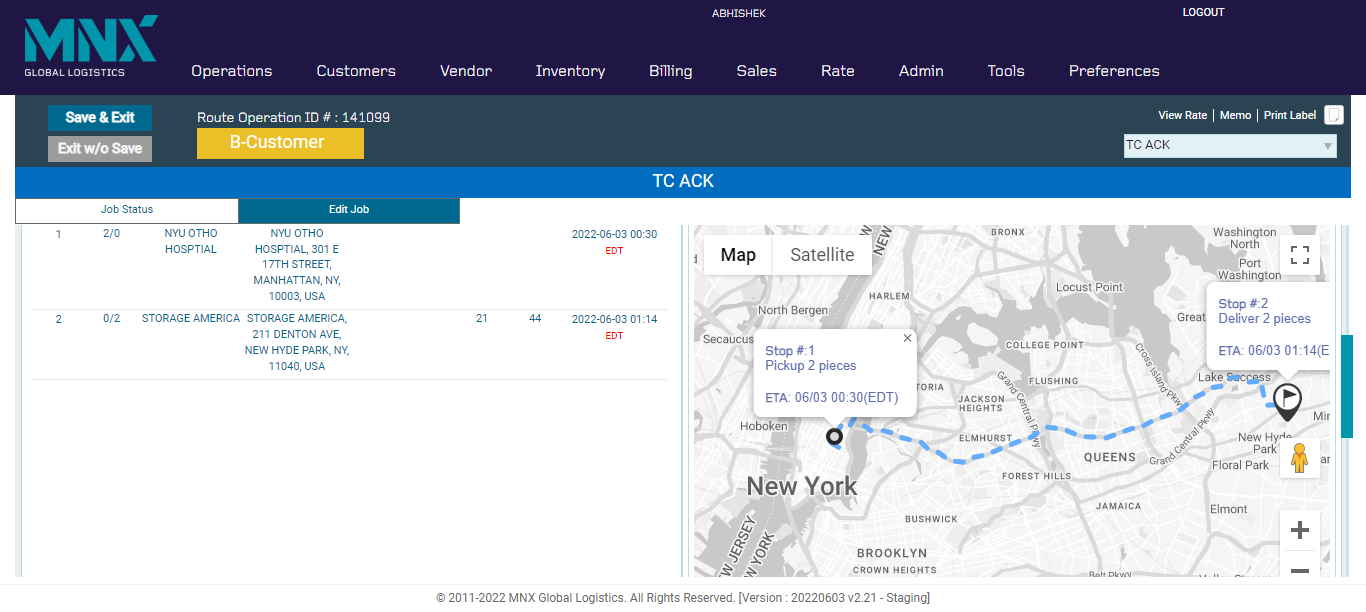 ABHISHEK
LOGOUT
MNX
GLOBAL LOGISTICS
Operations
Customers
Vendor
Inventory
Billing
Sales
Rate
Admin
Tools
Preferences
Save & Exit
Exit w/o Save
Route Operation ID # : 141099
B-Customer
View Rate | Memo | Print Label
TC ACK
TC ACK
Job Status
Edit Job
1
2/0
NYU OTHO
HOSPTIAL
NYU OTHO
HOSPTIAL, 301 E
17TH STREET,
MANHATTAN, NY,
10003, USA
2022-06-03 00:30
EDT
2
0/2
STORAGE AMERICA
STORAGE AMERICA,
211 DENTON AVE,
NEW HYDE PARK, NY,
11040, USA
21
44
2022-06-03 01:14
EDT
Map
Satellite
NEW
BRONX
Washington
North
Port
Washington
Locust Point
HARLEM
North Bergen
Great
Secaucus
COLLEGE POINT
Stop #:2
Deliver 2 pieces
ETA: 06/03 01:14(E
Stop #:1
Pickup 2 pieces
ETA: 06/03 00:30(EDT)
Cross Island Pkwy
Lake Success
FLUSHING
TORIA
Grand Central Pkwy
JACKSON
HEIGHTS
Hoboken
ELMHURST
Grand Central Pkwy
QUEENS
New Hyde
Park
Floral Park
FOREST HILLS
New York
JAMAICA
Elmont
BUSHWICK
NEW JERSEY
NEW YORK
BROOKLYN
CROWN HEIGHTS
Belt Pkwy
© 2011-2022 MNX Global Logistics. All Rights Reserved. [Version : 20220603 v2.21 - Staging]